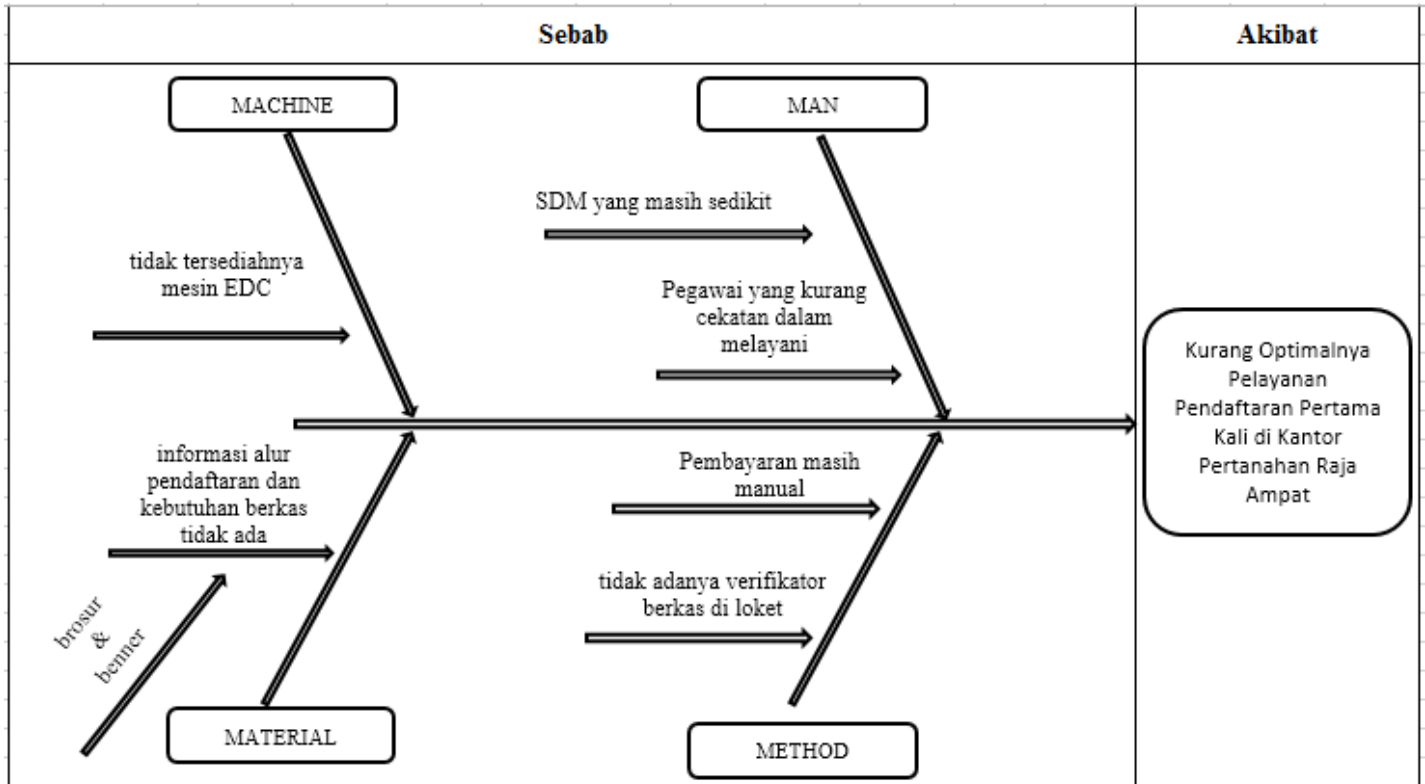 Sebab
Akibat
MACHINE
MAN
SDM yang masih sedikit
tidak tersediahnya
mesin EDC
Pegawai yang kurang
cekatan dalam
melayani
Kurang Optimalnya
Pelayanan
Pendaftaran Pertama
Kali di Kantor
Pertanahan Raja
Ampat
informasi alur
pendaftaran dan
kebutuhan berkas
tidak ada
Pembayaran masih
manual
tidak adanya verifikator
berkas di loket
brosur
&
benner
MATERIAL
METHOD